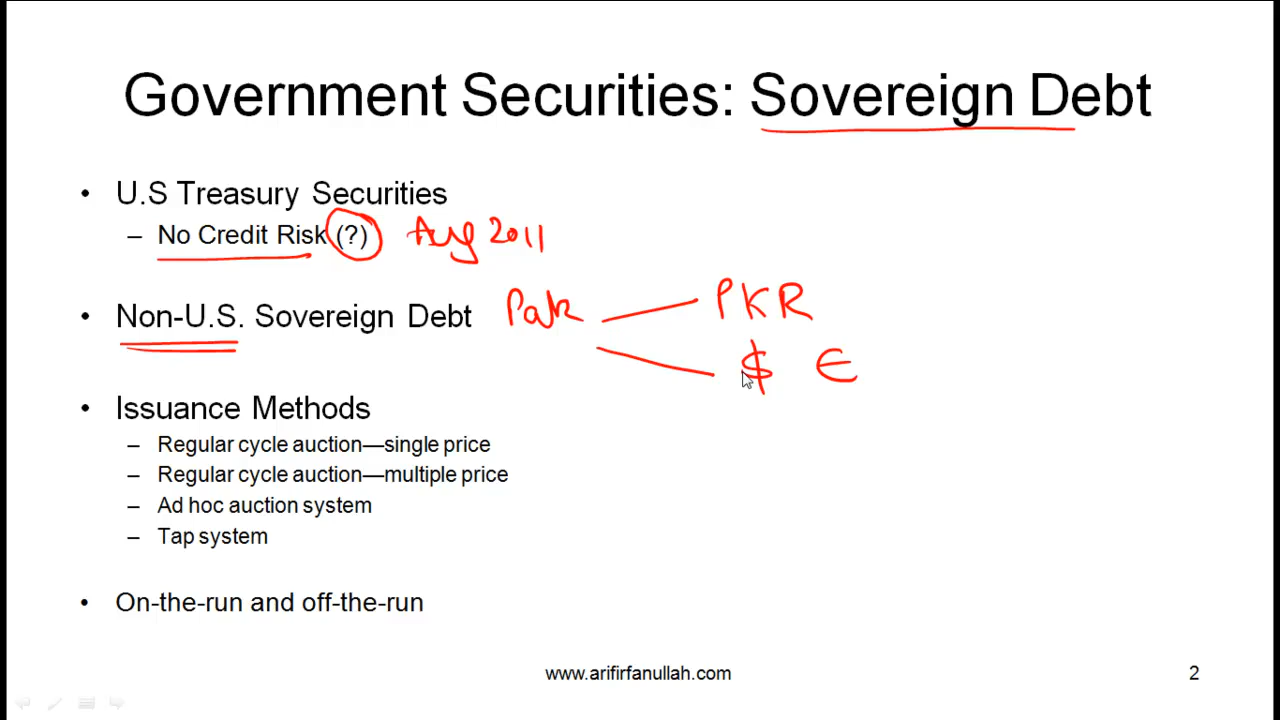 Government Securities: Sovereign Debt
• U.S Treasury Securities
– No Credit Risk (?) Aug 2011
• Non-U.S. Sovereign Debt Pak PKR
$ €
• Issuance Methods
– Regular cycle auction—single price
– Regular cycle auction—multiple price
– Ad hoc auction system
– Tap system
• On-the-run and off-the-run
www.arifirfanullah.com 2